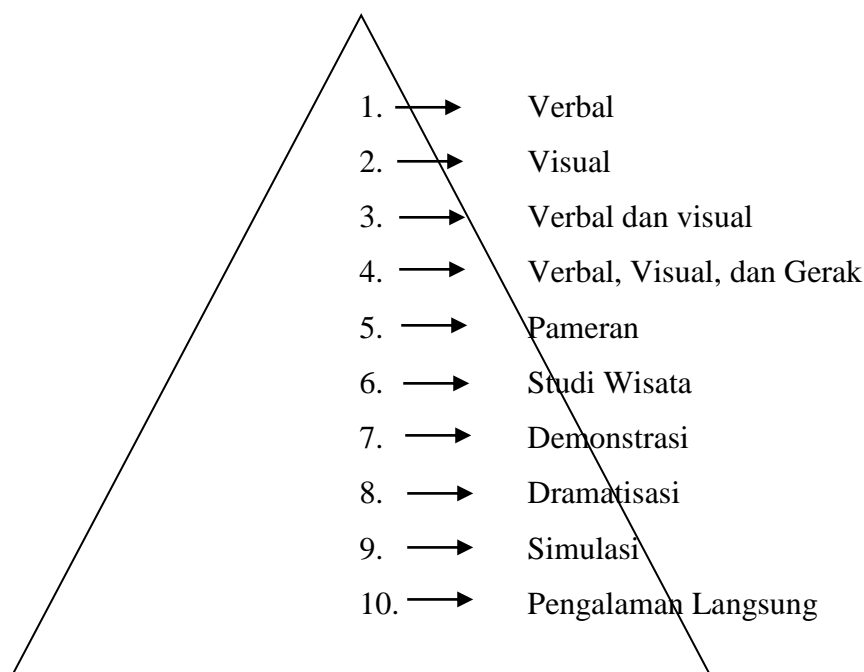 1. Verbal
2. Visual
3. Verbal dan visual
4. Verbal, Visual, dan Gerak
5. Pameran
6. Studi Wisata
7. Demonstrasi
8. Dramatisasi
9. Simulasi
10. Pengalaman Langsung